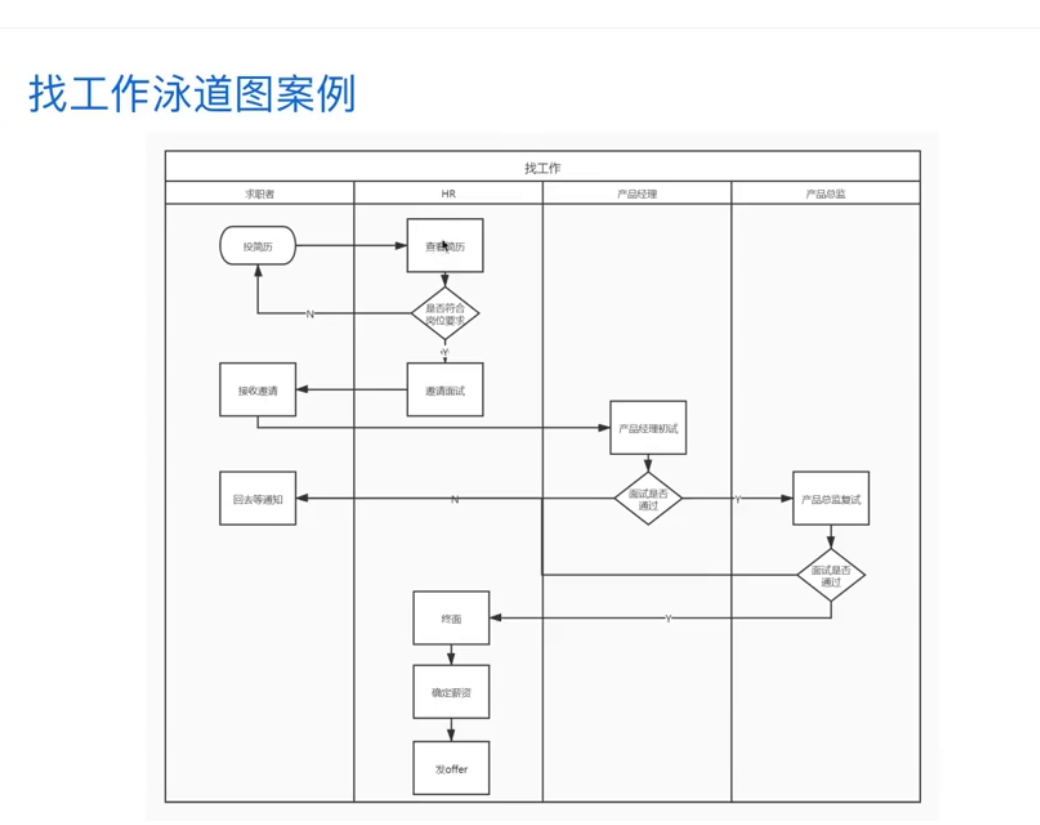 找工作泳道图案例
找工作
求职者
HR
产品经理
产品总监
投简历
查看简历
是否符合
岗位要求
N
Y
接收邀请
邀请面试
产品经理初试
回去等通知
N
面试是否
通过
Y
产品总监复试
面试是否
通过
终面
Y
确定薪资
发offer